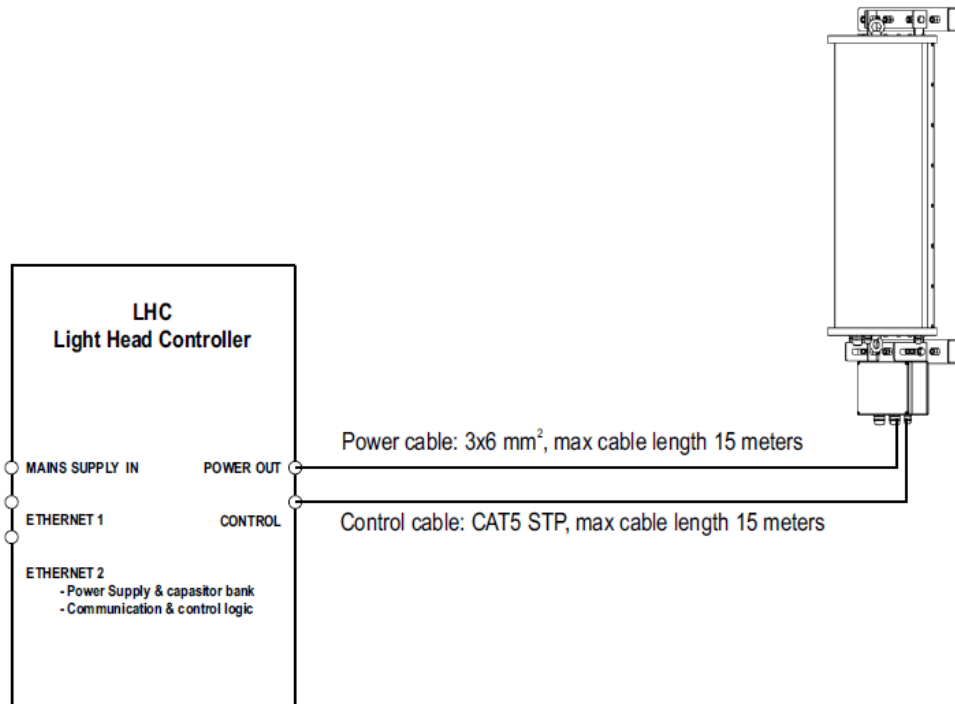 LHC
Light Head Controller
Power cable: 3x6 mm², max cable length 15 meters
MAINS SUPPLY IN
POWER OUT
ETHERNET 1
CONTROL
Control cable: CAT5 STP, max cable length 15 meters
ETHERNET 2
- Power Supply & capasitor bank
- Communication & control logic